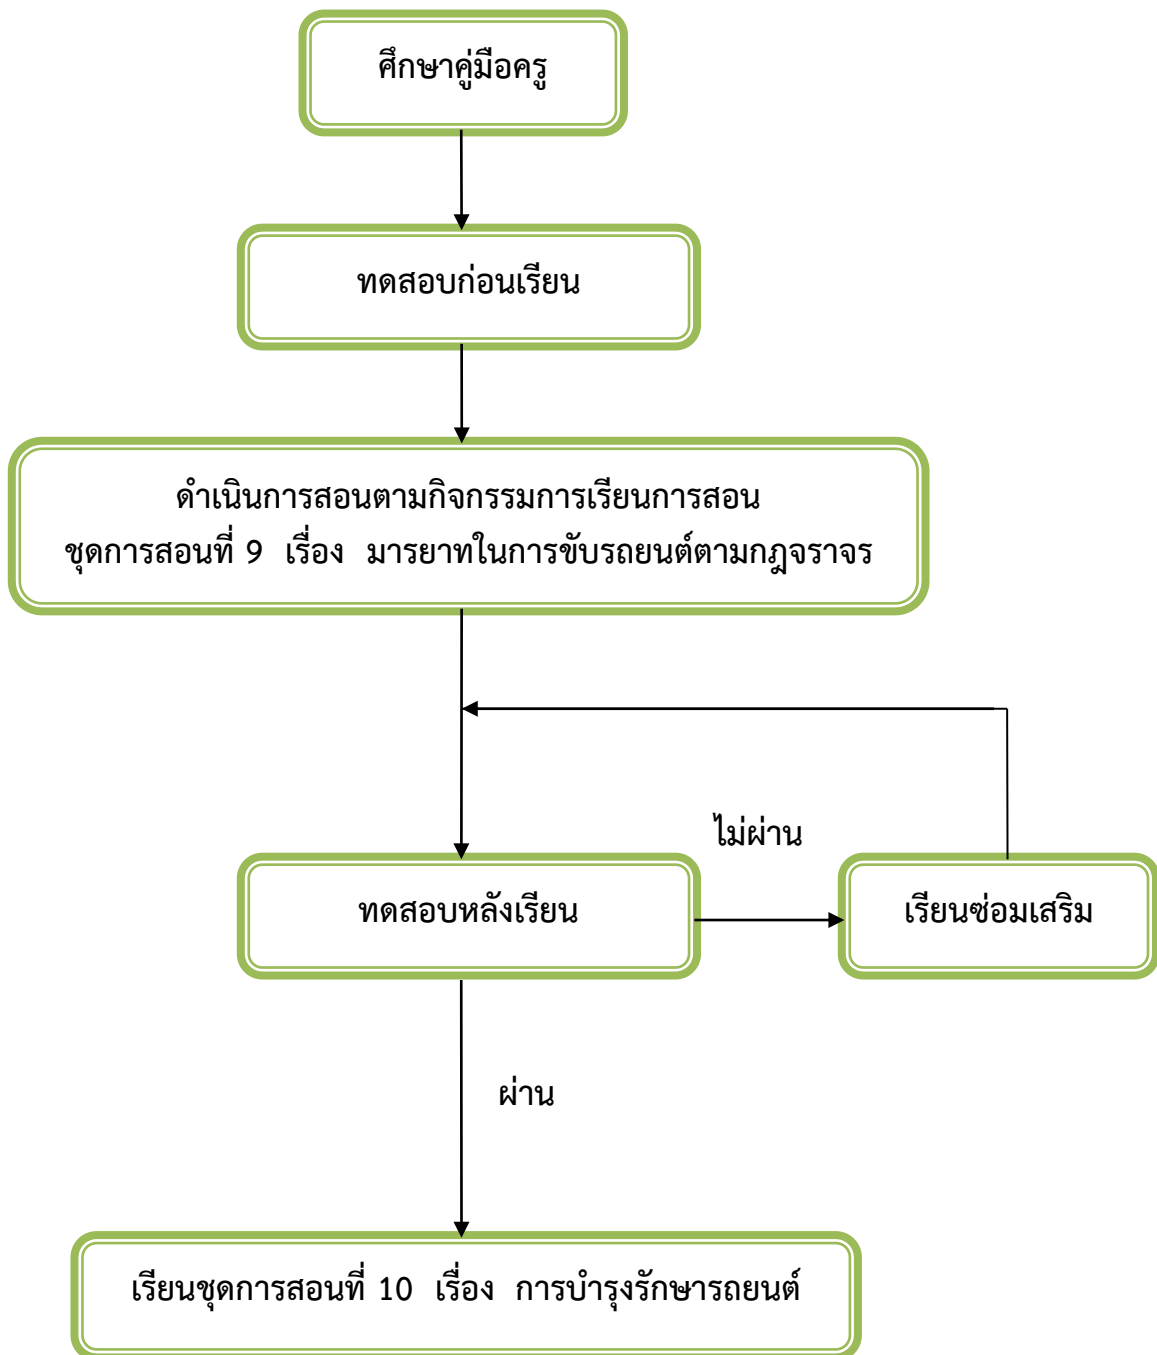 ศึกษาคู่มือครู
ทดสอบก่อนเรียน
ดำเนินการสอนตามกิจกรรมการเรียนการสอน
ชุดการสอนที่ 9 เรื่อง มารยาทในการขับรถยนต์ตามกฎจราจร
ไม่ผ่าน
ทดสอบหลังเรียน
เรียนซ่อมเสริม
ผ่าน
เรียนชุดการสอนที่ 10 เรื่อง การบำรุงรักษารถยนต์